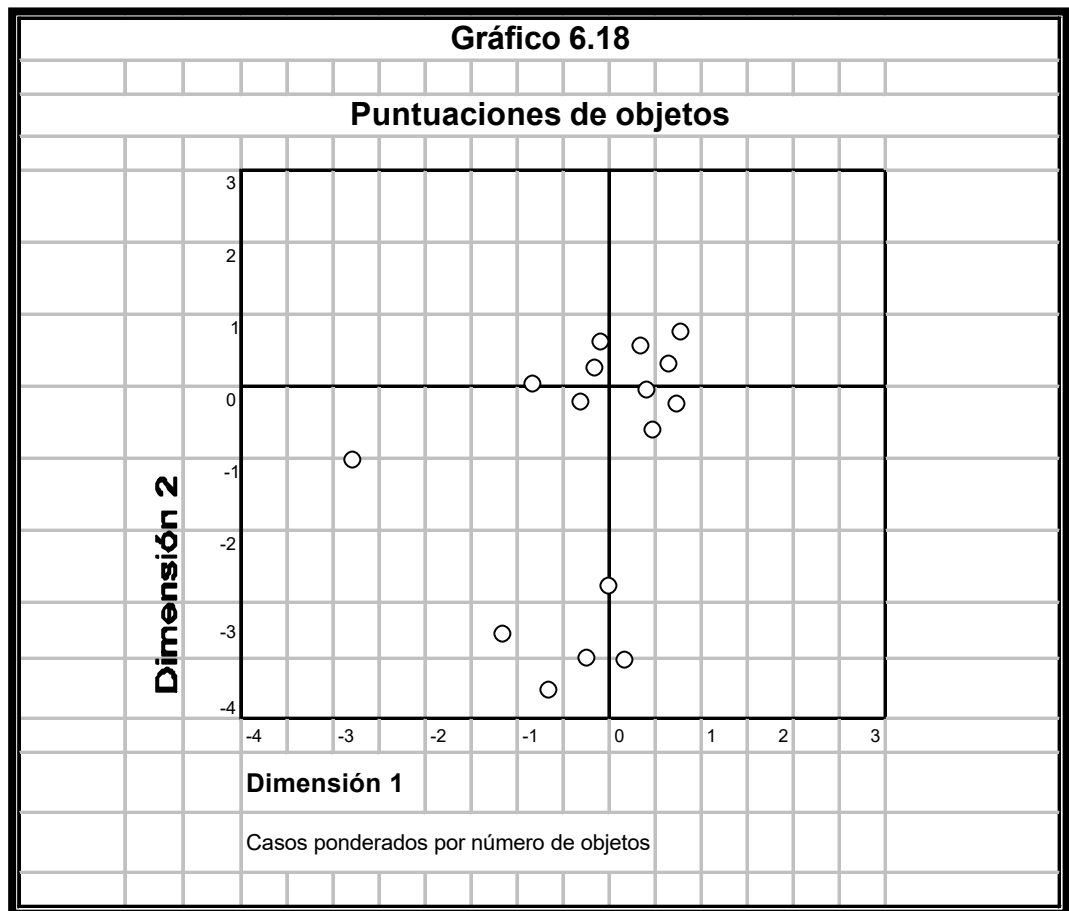 Gráfico 6.18
Puntuaciones de objetos
3
2
1
0
-1
-2
-3
-4
Dimensión 2
-4 -3 -2 -1 0 1 2 3
Dimensión 1
Casos ponderados por número de objetos